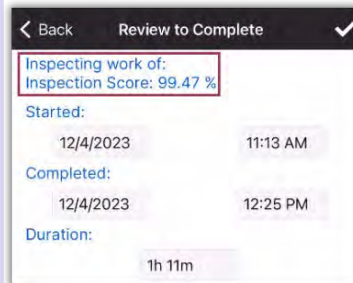 Back Review to Complete
Inspecting work of:
Inspection Score: 99.47 %
Started:
12/4/2023 11:13 AM
Completed:
12/4/2023 12:25 PM
Duration:
1h 11m